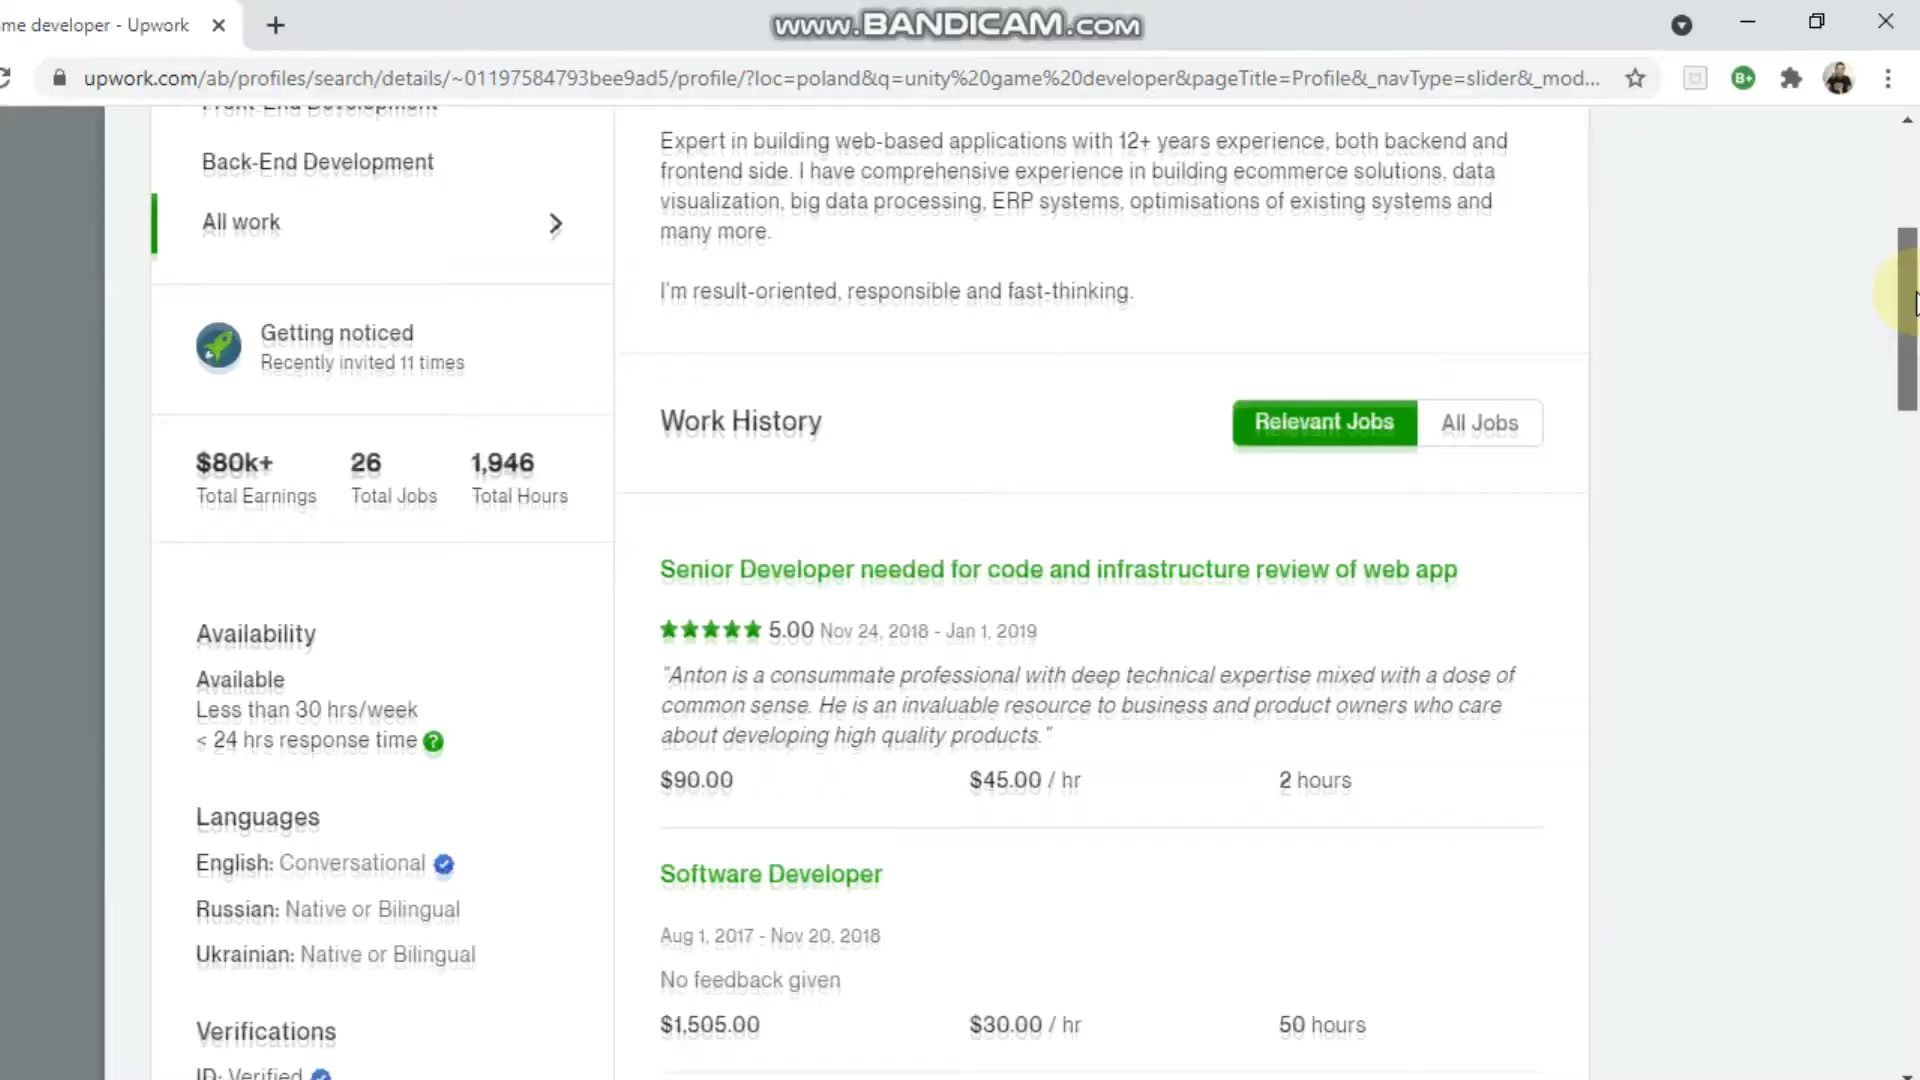 me developer - Upwork
www.BANDICAM.com
upwork.com/ab/profiles/search/details/~01197584793bee9ad5/profile/?loc=poland&q=unity%20game%20developer&pageTitle=Profile&_navType=slider&_mod...
B+
Front-End Development
Back-End Development
All work
Getting noticed
Recently invited 11 times
$80k+ 26 1,946
Total Earnings Total Jobs Total Hours
Availability
Available
Less than 30 hrs/week
< 24 hrs response time ?
Languages
English: Conversational
Russian: Native or Bilingual
Ukrainian: Native or Bilingual
Verifications
ID: Verified
Expert in building web-based applications with 12+ years experience, both backend and
frontend side. I have comprehensive experience in building ecommerce solutions, data
visualization, big data processing, ERP systems, optimisations of existing systems and
many more.
I'm result-oriented, responsible and fast-thinking.
Work History Relevant Jobs All Jobs
Senior Developer needed for code and infrastructure review of web app
5.00 Nov 24, 2018 - Jan 1, 2019
"Anton is a consummate professional with deep technical expertise mixed with a dose of
common sense. He is an invaluable resource to business and product owners who care
about developing high quality products."
$90.00 $45.00 / hr 2 hours
Software Developer
Aug 1, 2017 - Nov 20, 2018
No feedback given
$1,505.00 $30.00 / hr 50 hours